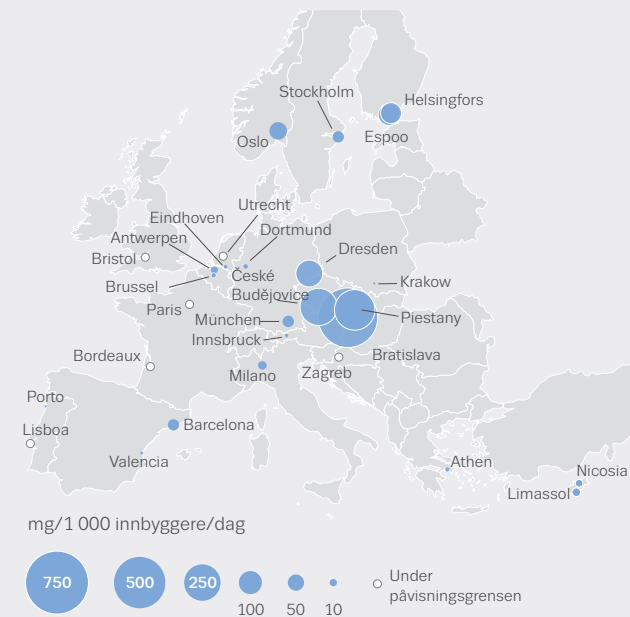 Stockholm
Helsingfors
Oslo
Espoo
Utrecht
Eindhoven
Antwerpen
Dortmund
Bristol
Dresden
České
Budějovice
Brussel
Krakow
Paris
München
Piestany
Innsbruck
Bordeaux
Milano
Zagreb
Bratislava
Porto
Lisboa
Barcelona
Valencia
Athen
Nicosia
Limassol
mg/1 000 innbyggere/dag
750
500
250
100
50
10
Under
påvisningsgrensen